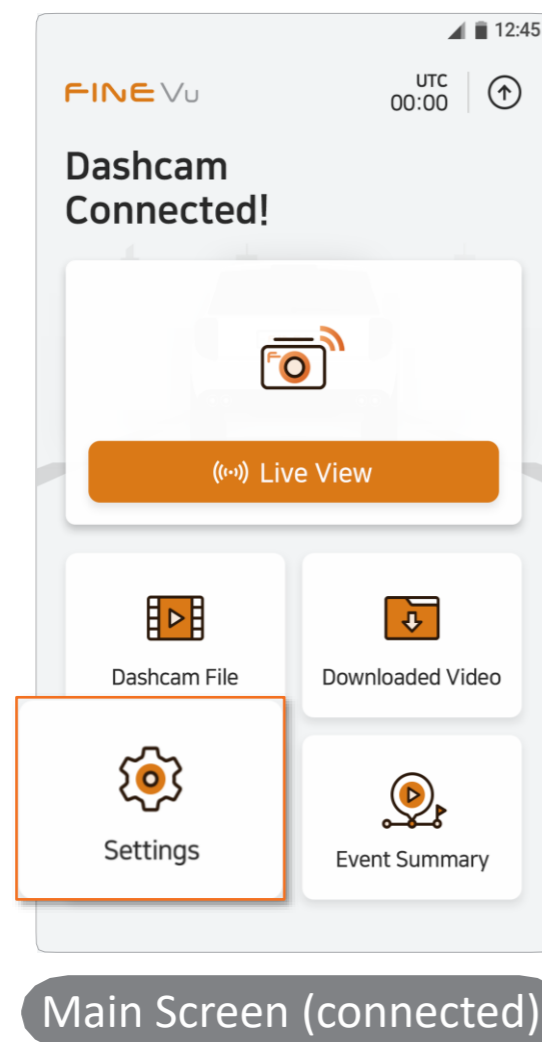 12:45
FINEVu
UTC
00:00
Dashcam
Connected!
F
Live View
Dashcam File
Downloaded Video
Settings
Event Summary
Main Screen (connected)